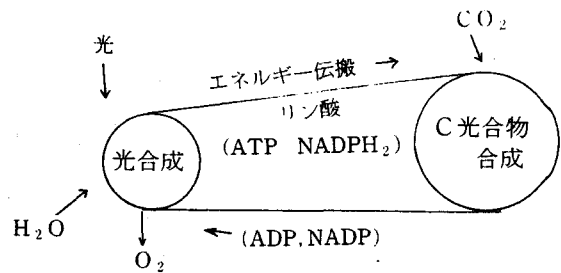 CO₂
光
エネルギー伝搬
リン酸
C光合物
合成
光合成
(ATP NADPH₂)
H₂O
(ADP, NADP)
O₂